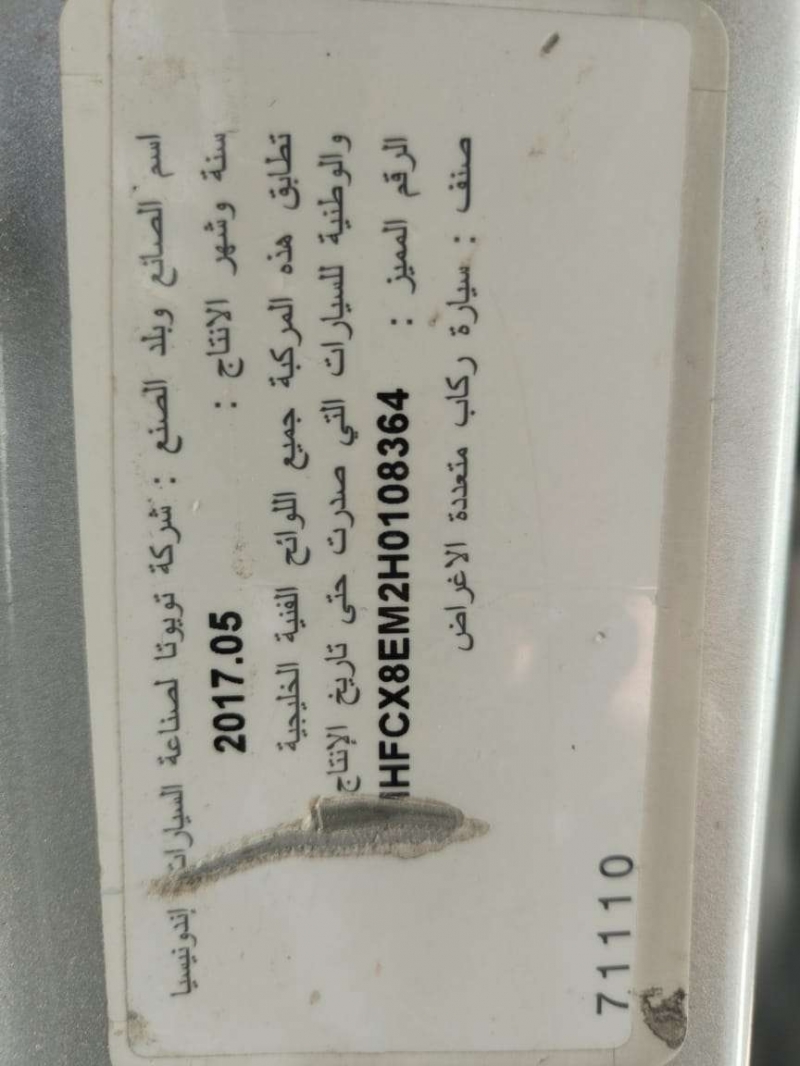 اسم الصانع وبلد الصنع : شركة تويوتا لصناعة السيارات إندونيسيا
سنة وشهر الانتاج : 2017.05
تطابق هذه المركبة جميع اللوائح الفنية الخليجية
والوطنية للسيارات التي صدرت حتى تاريخ الإنتاج
الرقم المميز : HFCX8EM2H0108364
صنف : سيارة ركاب متعددة الاغراض
71110